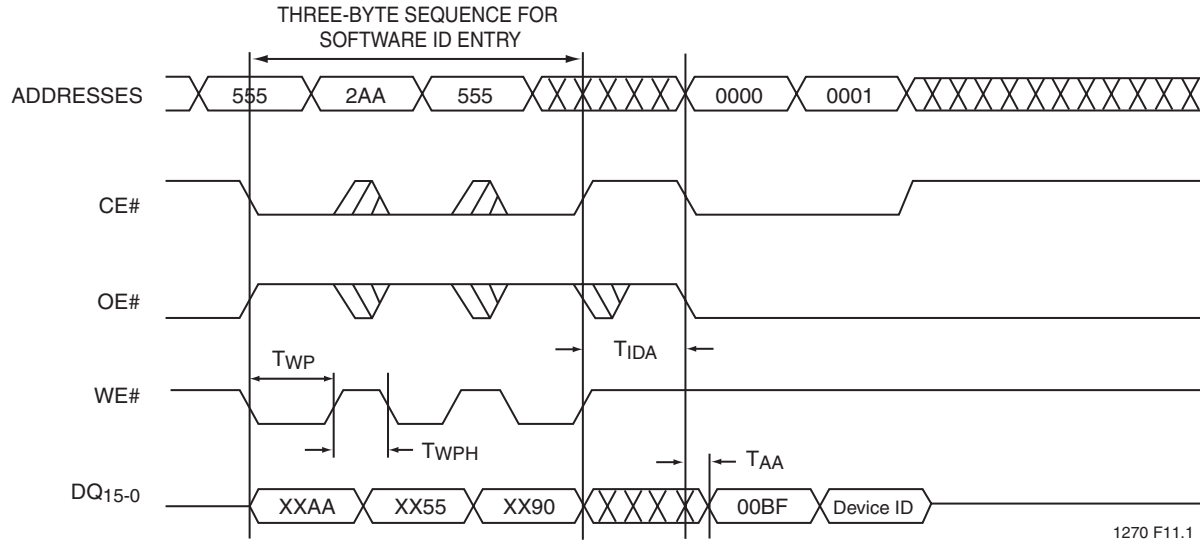 THREE-BYTE SEQUENCE FOR
SOFTWARE ID ENTRY
ADDRESSES 555 2AA 555 0000 0001
CE#
OE#
TWP TIDA
WE#
TWPH TAA
DQ15-0 XXAA XX55 XX90 00BF Device ID
1270 F11.1